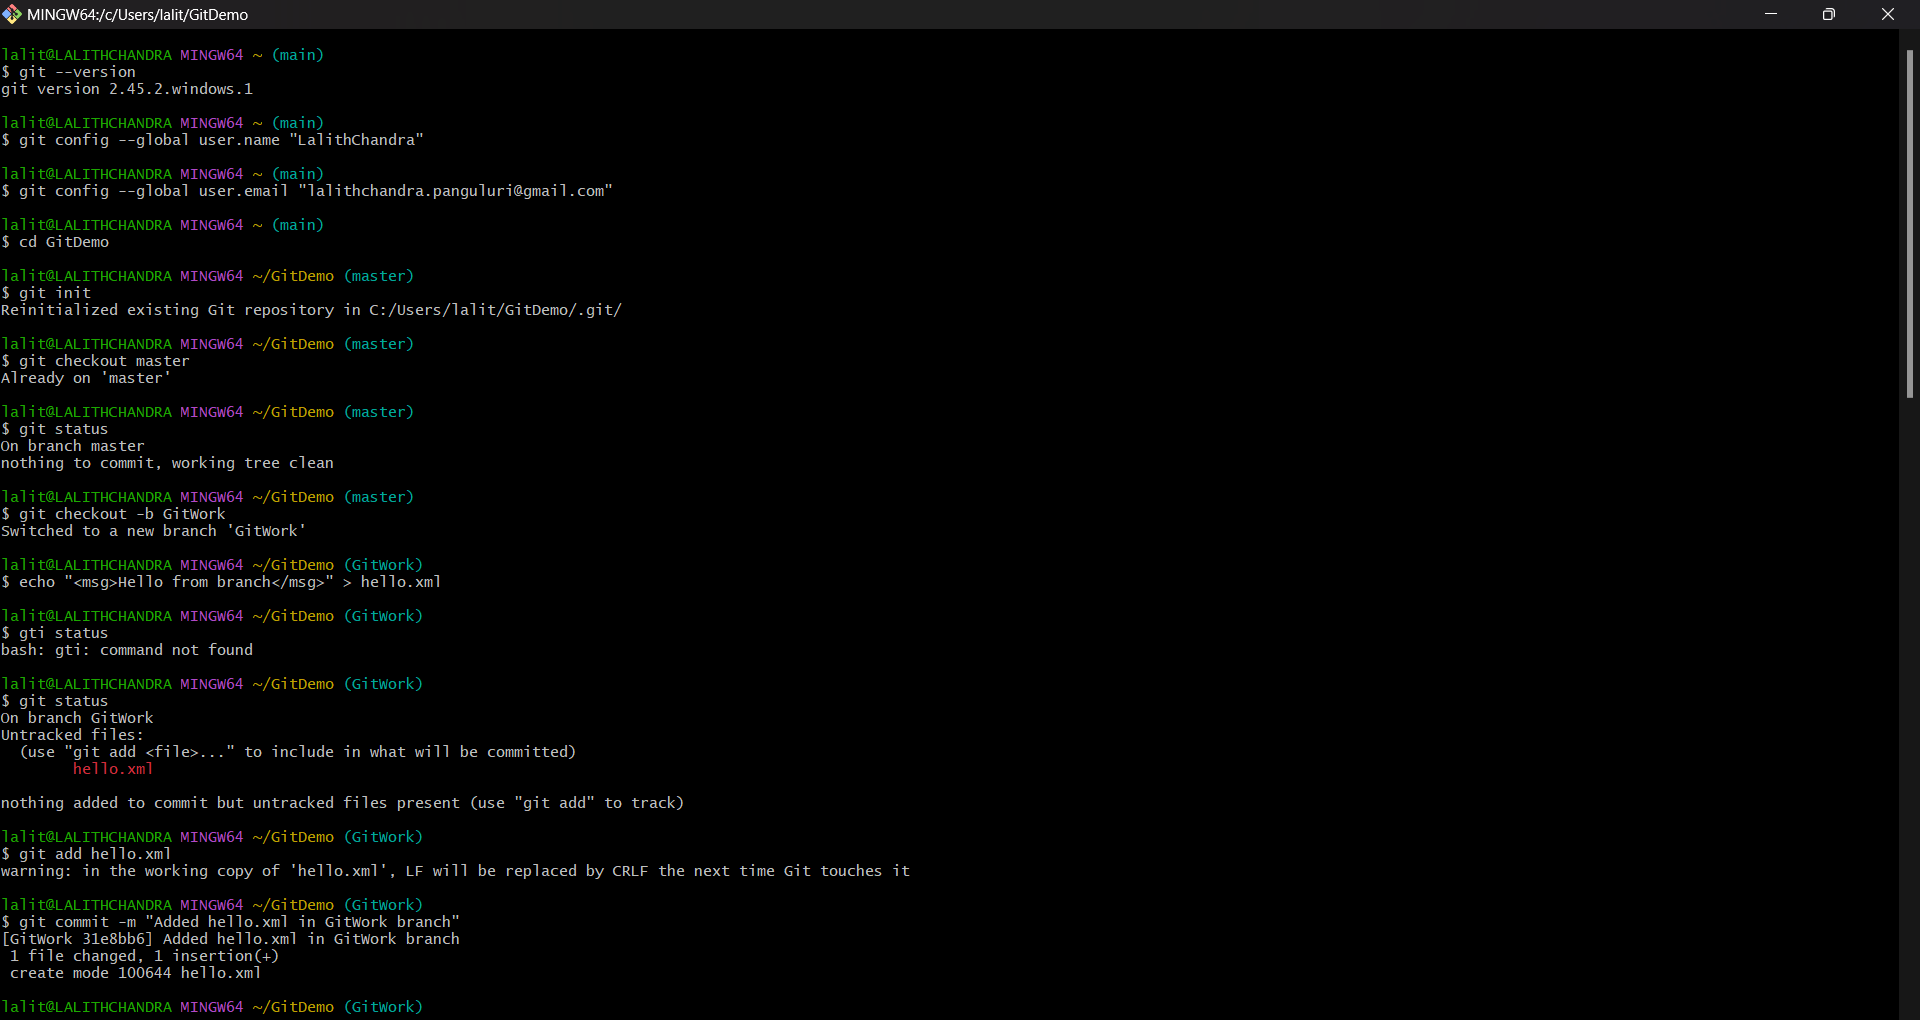 MINGW64:/c/Users/lalit/GitDemo
lalit@LALITHCHANDRA MINGW64 ~ (main)
$ git --version
git version 2.45.2.windows.1
lalit@LALITHCHANDRA MINGW64 ~ (main)
$ git config --global user.name "LalithChandra"
lalit@LALITHCHANDRA MINGW64 ~ (main)
$ git config --global user.email "lalithchandra.panguluri@gmail.com"
lalit@LALITHCHANDRA MINGW64 ~ (main)
$ cd GitDemo
lalit@LALITHCHANDRA MINGW64 ~/GitDemo (master)
$ git init
Reinitialized existing Git repository in C:/Users/lalit/GitDemo/.git/
lalit@LALITHCHANDRA MINGW64 ~/GitDemo (master)
$ git checkout master
Already on 'master'
lalit@LALITHCHANDRA MINGW64 ~/GitDemo (master)
$ git status
On branch master
nothing to commit, working tree clean
lalit@LALITHCHANDRA MINGW64 ~/GitDemo (master)
$ git checkout -b GitWork
Switched to a new branch 'GitWork'
lalit@LALITHCHANDRA MINGW64 ~/GitDemo (GitWork)
$ echo "<msg>Hello from branch</msg>" > hello.xml
lalit@LALITHCHANDRA MINGW64 ~/GitDemo (GitWork)
$ gti status
bash: gti: command not found
lalit@LALITHCHANDRA MINGW64 ~/GitDemo (GitWork)
$ git status
On branch GitWork
Untracked files:
  (use "git add <file>..." to include in what will be committed)
        hello.xml
nothing added to commit but untracked files present (use "git add" to track)
lalit@LALITHCHANDRA MINGW64 ~/GitDemo (GitWork)
$ git add hello.xml
warning: in the working copy of 'hello.xml', LF will be replaced by CRLF the next time Git touches it
lalit@LALITHCHANDRA MINGW64 ~/GitDemo (GitWork)
$ git commit -m "Added hello.xml in GitWork branch"
[GitWork 31e8bb6] Added hello.xml in GitWork branch
 1 file changed, 1 insertion(+)
 create mode 100644 hello.xml
lalit@LALITHCHANDRA MINGW64 ~/GitDemo (GitWork)